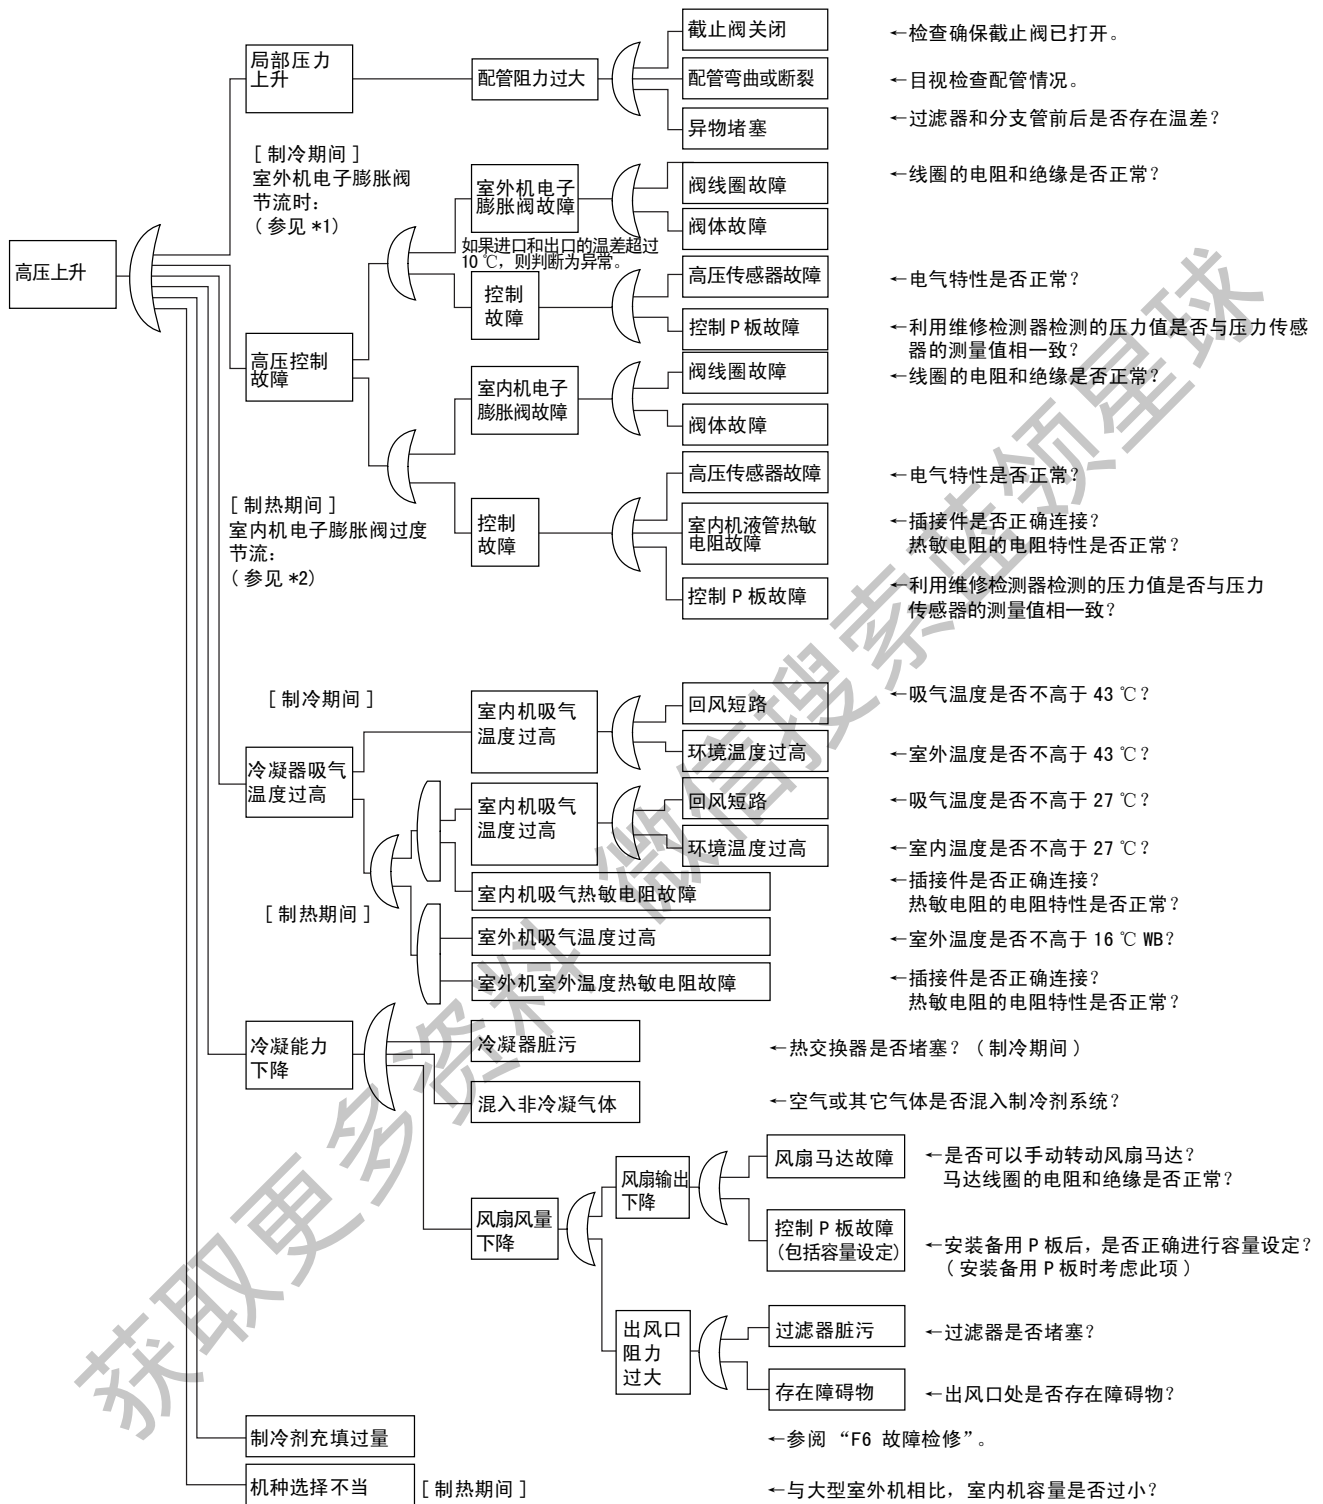 高压上升
局部压力
上升
配管阻力过大
截止阀关闭
←检查确保截止阀已打开。
配管弯曲或断裂
←目视检查配管情况。
异物堵塞
←过滤器和分支管前后是否存在温差？
[ 制冷期间 ]
室外机电子膨胀阀
节流时：
( 参见 *1)
高压控制
故障
室外机电子
膨胀阀故障
阀线圈故障
←线圈的电阻和绝缘是否正常？
阀体故障
如果进口和出口的温差超过
10 ℃，则判断为异常。
控制
故障
高压传感器故障
←电气特性是否正常？
控制 P 板故障
←利用维修检测器检测的压力值是否与压力传感
器的测量值相一致？
室内机电子
膨胀阀故障
阀线圈故障
←线圈的电阻和绝缘是否正常？
阀体故障
[ 制热期间 ]
室内机电子膨胀阀过度
节流：
( 参见 *2)
控制
故障
高压传感器故障
←电气特性是否正常？
室内机液管热敏
电阻故障
←插接件是否正确连接？
热敏电阻的电阻特性是否正常？
控制 P 板故障
←利用维修检测器检测的压力值是否与压力
传感器的测量值相一致？
冷凝器吸气
温度过高
[ 制冷期间 ]
室内机吸气
温度过高
回风短路
←吸气温度是否不高于 43 ℃？
环境温度过高
←室外温度是否不高于 43 ℃？
[ 制热期间 ]
室内机吸气
温度过高
回风短路
←吸气温度是否不高于 27 ℃？
环境温度过高
←室内温度是否不高于 27 ℃？
室内机吸气热敏电阻故障
←插接件是否正确连接？
热敏电阻的电阻特性是否正常？
室外机吸气温度过高
←室外温度是否不高于 16 ℃ WB？
室外机室外温度热敏电阻故障
←插接件是否正确连接？
热敏电阻的电阻特性是否正常？
冷凝能力
下降
冷凝器脏污
←热交换器是否堵塞？( 制冷期间 )
混入非冷凝气体
←空气或其它气体是否混入制冷剂系统？
风扇风量
下降
风扇输出
下降
风扇马达故障
←是否可以手动转动风扇马达？
马达线圈的电阻和绝缘是否正常？
控制 P 板故障
(包括容量设定)
←安装备用 P 板后，是否正确进行容量设定？
( 安装备用 P 板时考虑此项 )
出风口
阻力
过大
过滤器脏污
←过滤器是否堵塞？
存在障碍物
←出风口处是否存在障碍物？
制冷剂充填过量
←参阅 “F6 故障检修”。
机种选择不当
[ 制热期间 ]
←与大型室外机相比，室内机容量是否过小？
获取更多资料 微信搜索蓝领星球